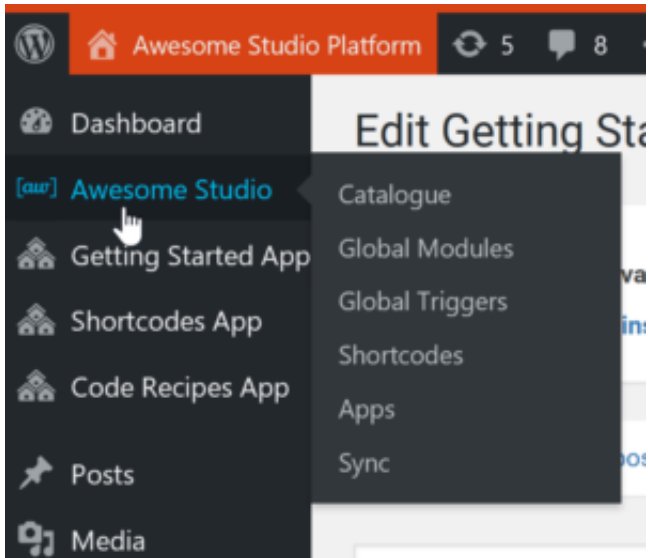 Awesome Studio Platform 5 8
Dashboard
Edit Getting Sta
[aw] Awesome Studio
Catalogue
Getting Started App
Global Modules
Global Triggers
Shortcodes App
Shortcodes
Code Recipes App
Apps
Sync
Posts
Media